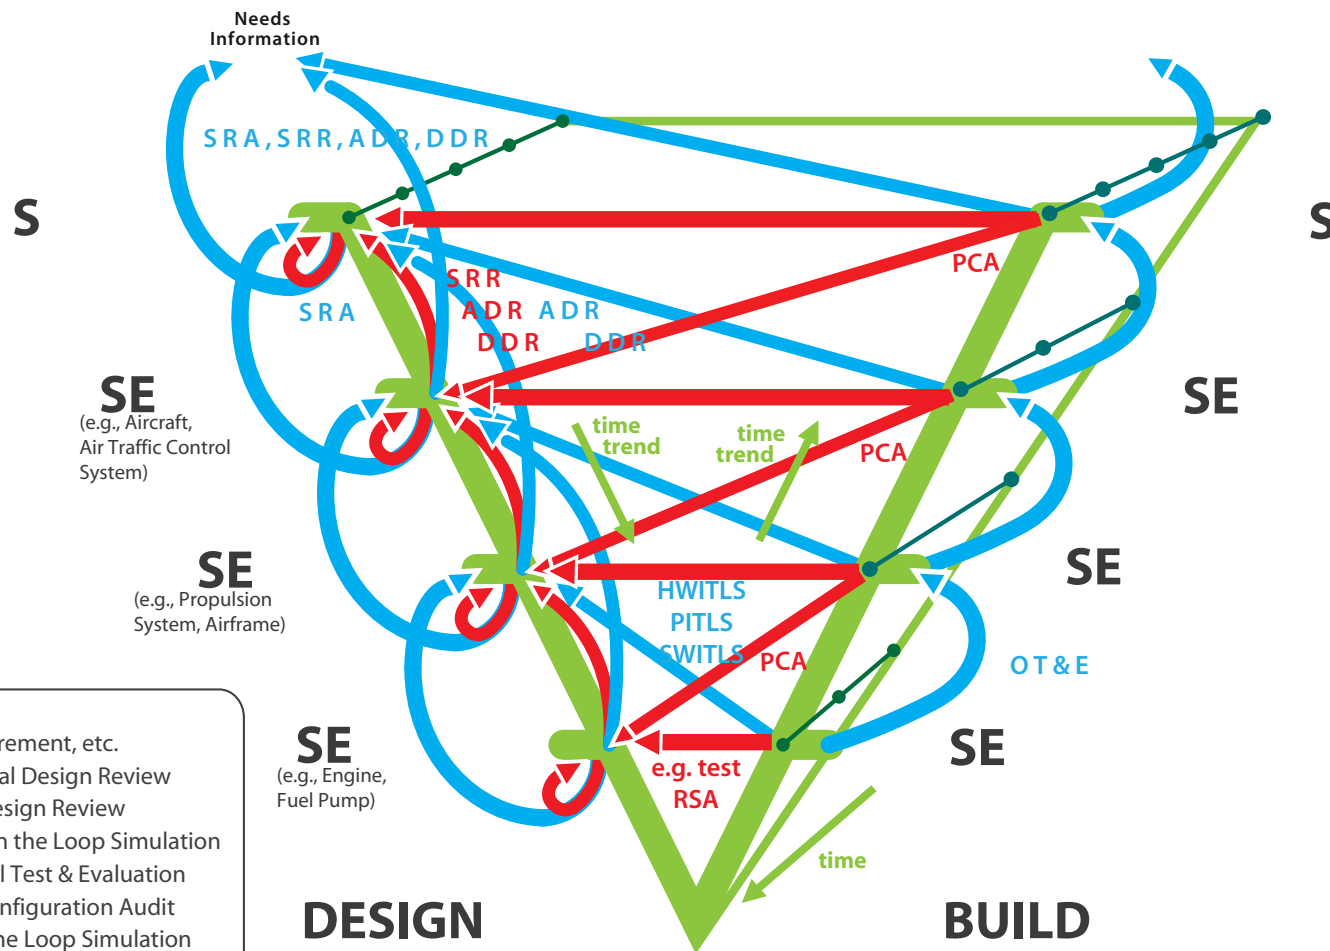 Needs
Information
SRA, SRR, ADR, DDR
S
S
PCA
SRR
SRA
ADR ADR
DDR DDR
SE
(e.g., Aircraft,
Air Traffic Control
System)
SE
time
trend
time
trend
PCA
SE
(e.g., Propulsion
System, Airframe)
SE
HWITLS
PITLS
SWITLS
PCA
OT&E
SE
(e.g., Engine,
Fuel Pump)
SE
e.g. test
RSA
time
DESIGN
BUILD
rement, etc.
al Design Review
esign Review
n the Loop Simulation
l Test & Evaluation
nfiguration Audit
he Loop Simulation